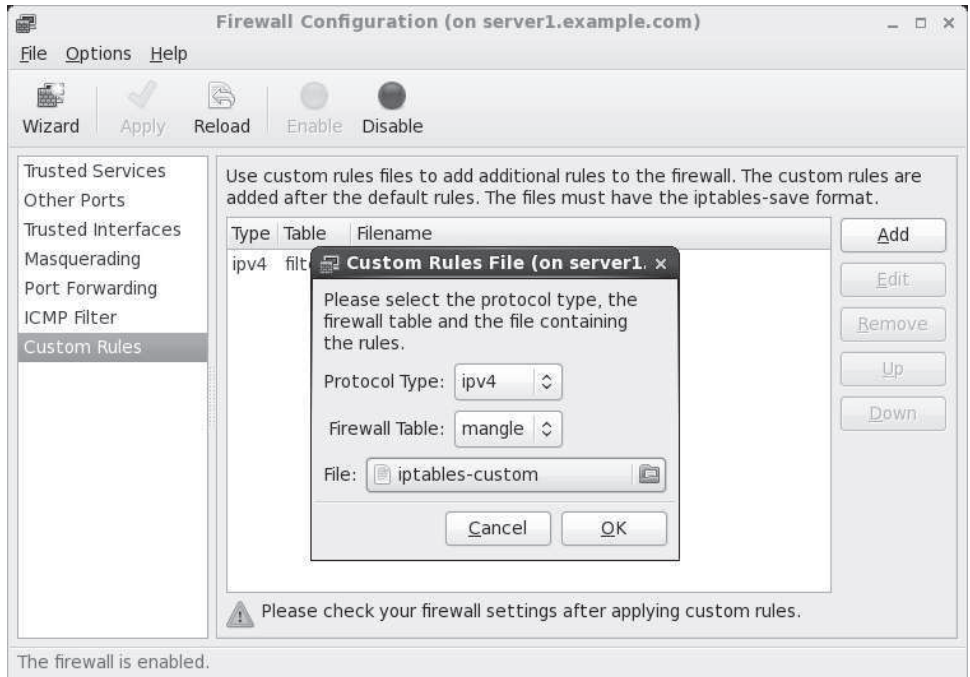 Firewall Configuration (on server1.example.com)
File Options Help
Wizard Apply Reload Enable Disable
Trusted Services
Other Ports
Trusted Interfaces
Masquerading
Port Forwarding
ICMP Filter
Custom Rules
Use custom rules files to add additional rules to the firewall. The custom rules are
added after the default rules. The files must have the iptables-save format.
Type Table Filename
ipv4 filt
Add
Edit
Remove
Up
Down
Custom Rules File (on server1.
Please select the protocol type, the
firewall table and the file containing
the rules.
Protocol Type: ipv4
Firewall Table: mangle
File: iptables-custom
Cancel OK
Please check your firewall settings after applying custom rules.
The firewall is enabled.